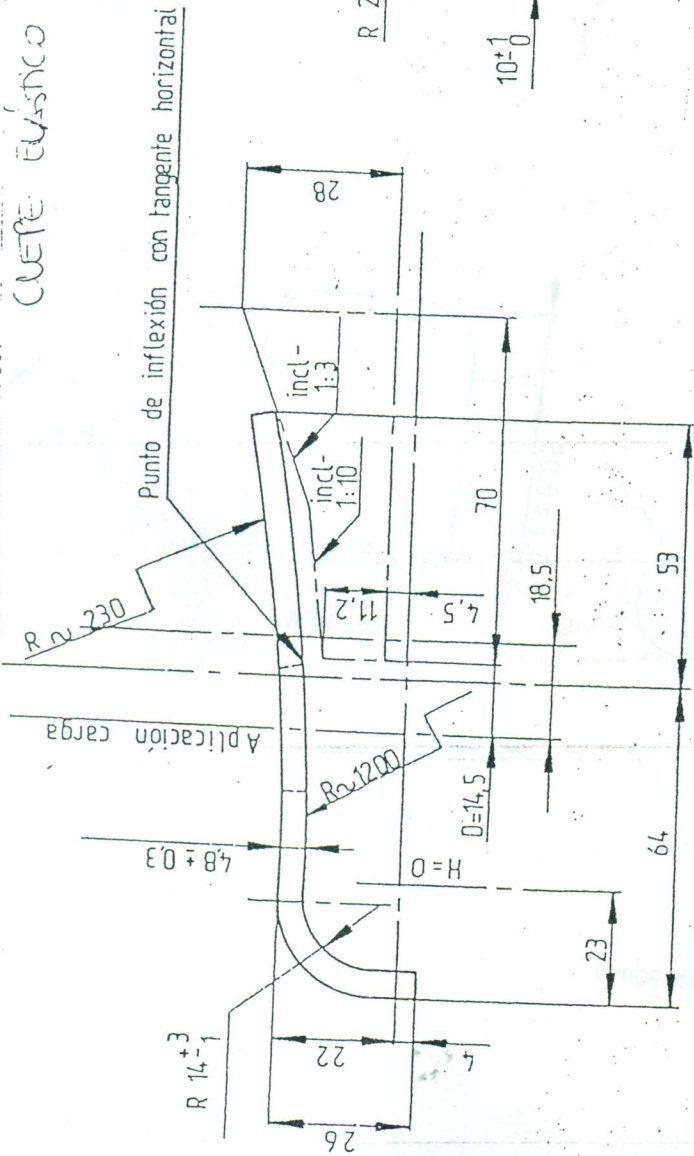 CLEPE ELÁSTICO
Punto de inflexión con tangente horizontal
R ~ 230
Aplicación carga
R~1200
4,8 ± 0,3
H=0
R 14 +3 -1
26
22
4
23
64
53
D=14,5
18,5
70
11,2
4,5
incl-
1:10
incl-
1:3
28
R 2
10 +1 -0